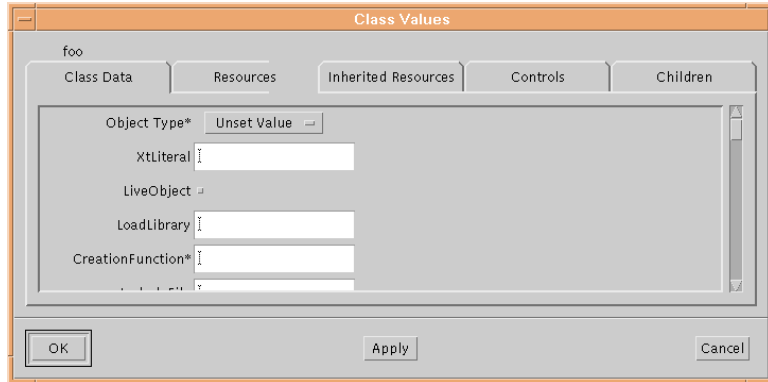 Class Values
foo
Class Data Resources Inherited Resources Controls Children
Object Type* Unset Value
XtLiteral
LiveObject
LoadLibrary
CreationFunction*
OK Apply Cancel